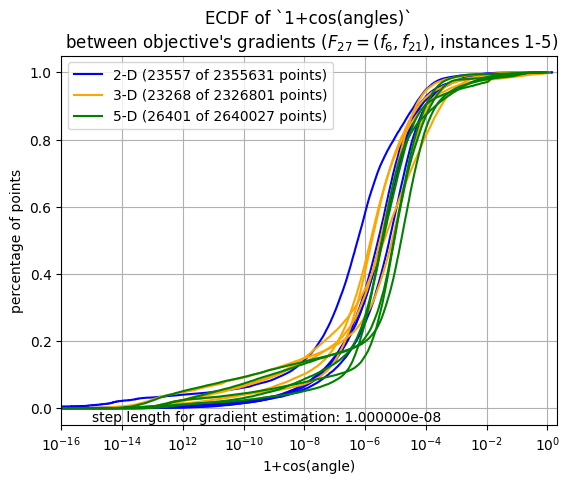 ECDF of `1+cos(angles)`
between objective's gradients (F₂₇ = (f₆, f₂₁), instances 1-5)
2-D (23557 of 2355631 points)
3-D (23268 of 2326801 points)
5-D (26401 of 2640027 points)
percentage of points
1.0
0.8
0.6
0.4
0.2
0.0
step length for gradient estimation: 1.000000e-08
10⁻¹⁶ 10⁻¹⁴ 10⁻¹² 10⁻¹⁰ 10⁻⁸ 10⁻⁶ 10⁻⁴ 10⁻² 10⁰
1+cos(angle)